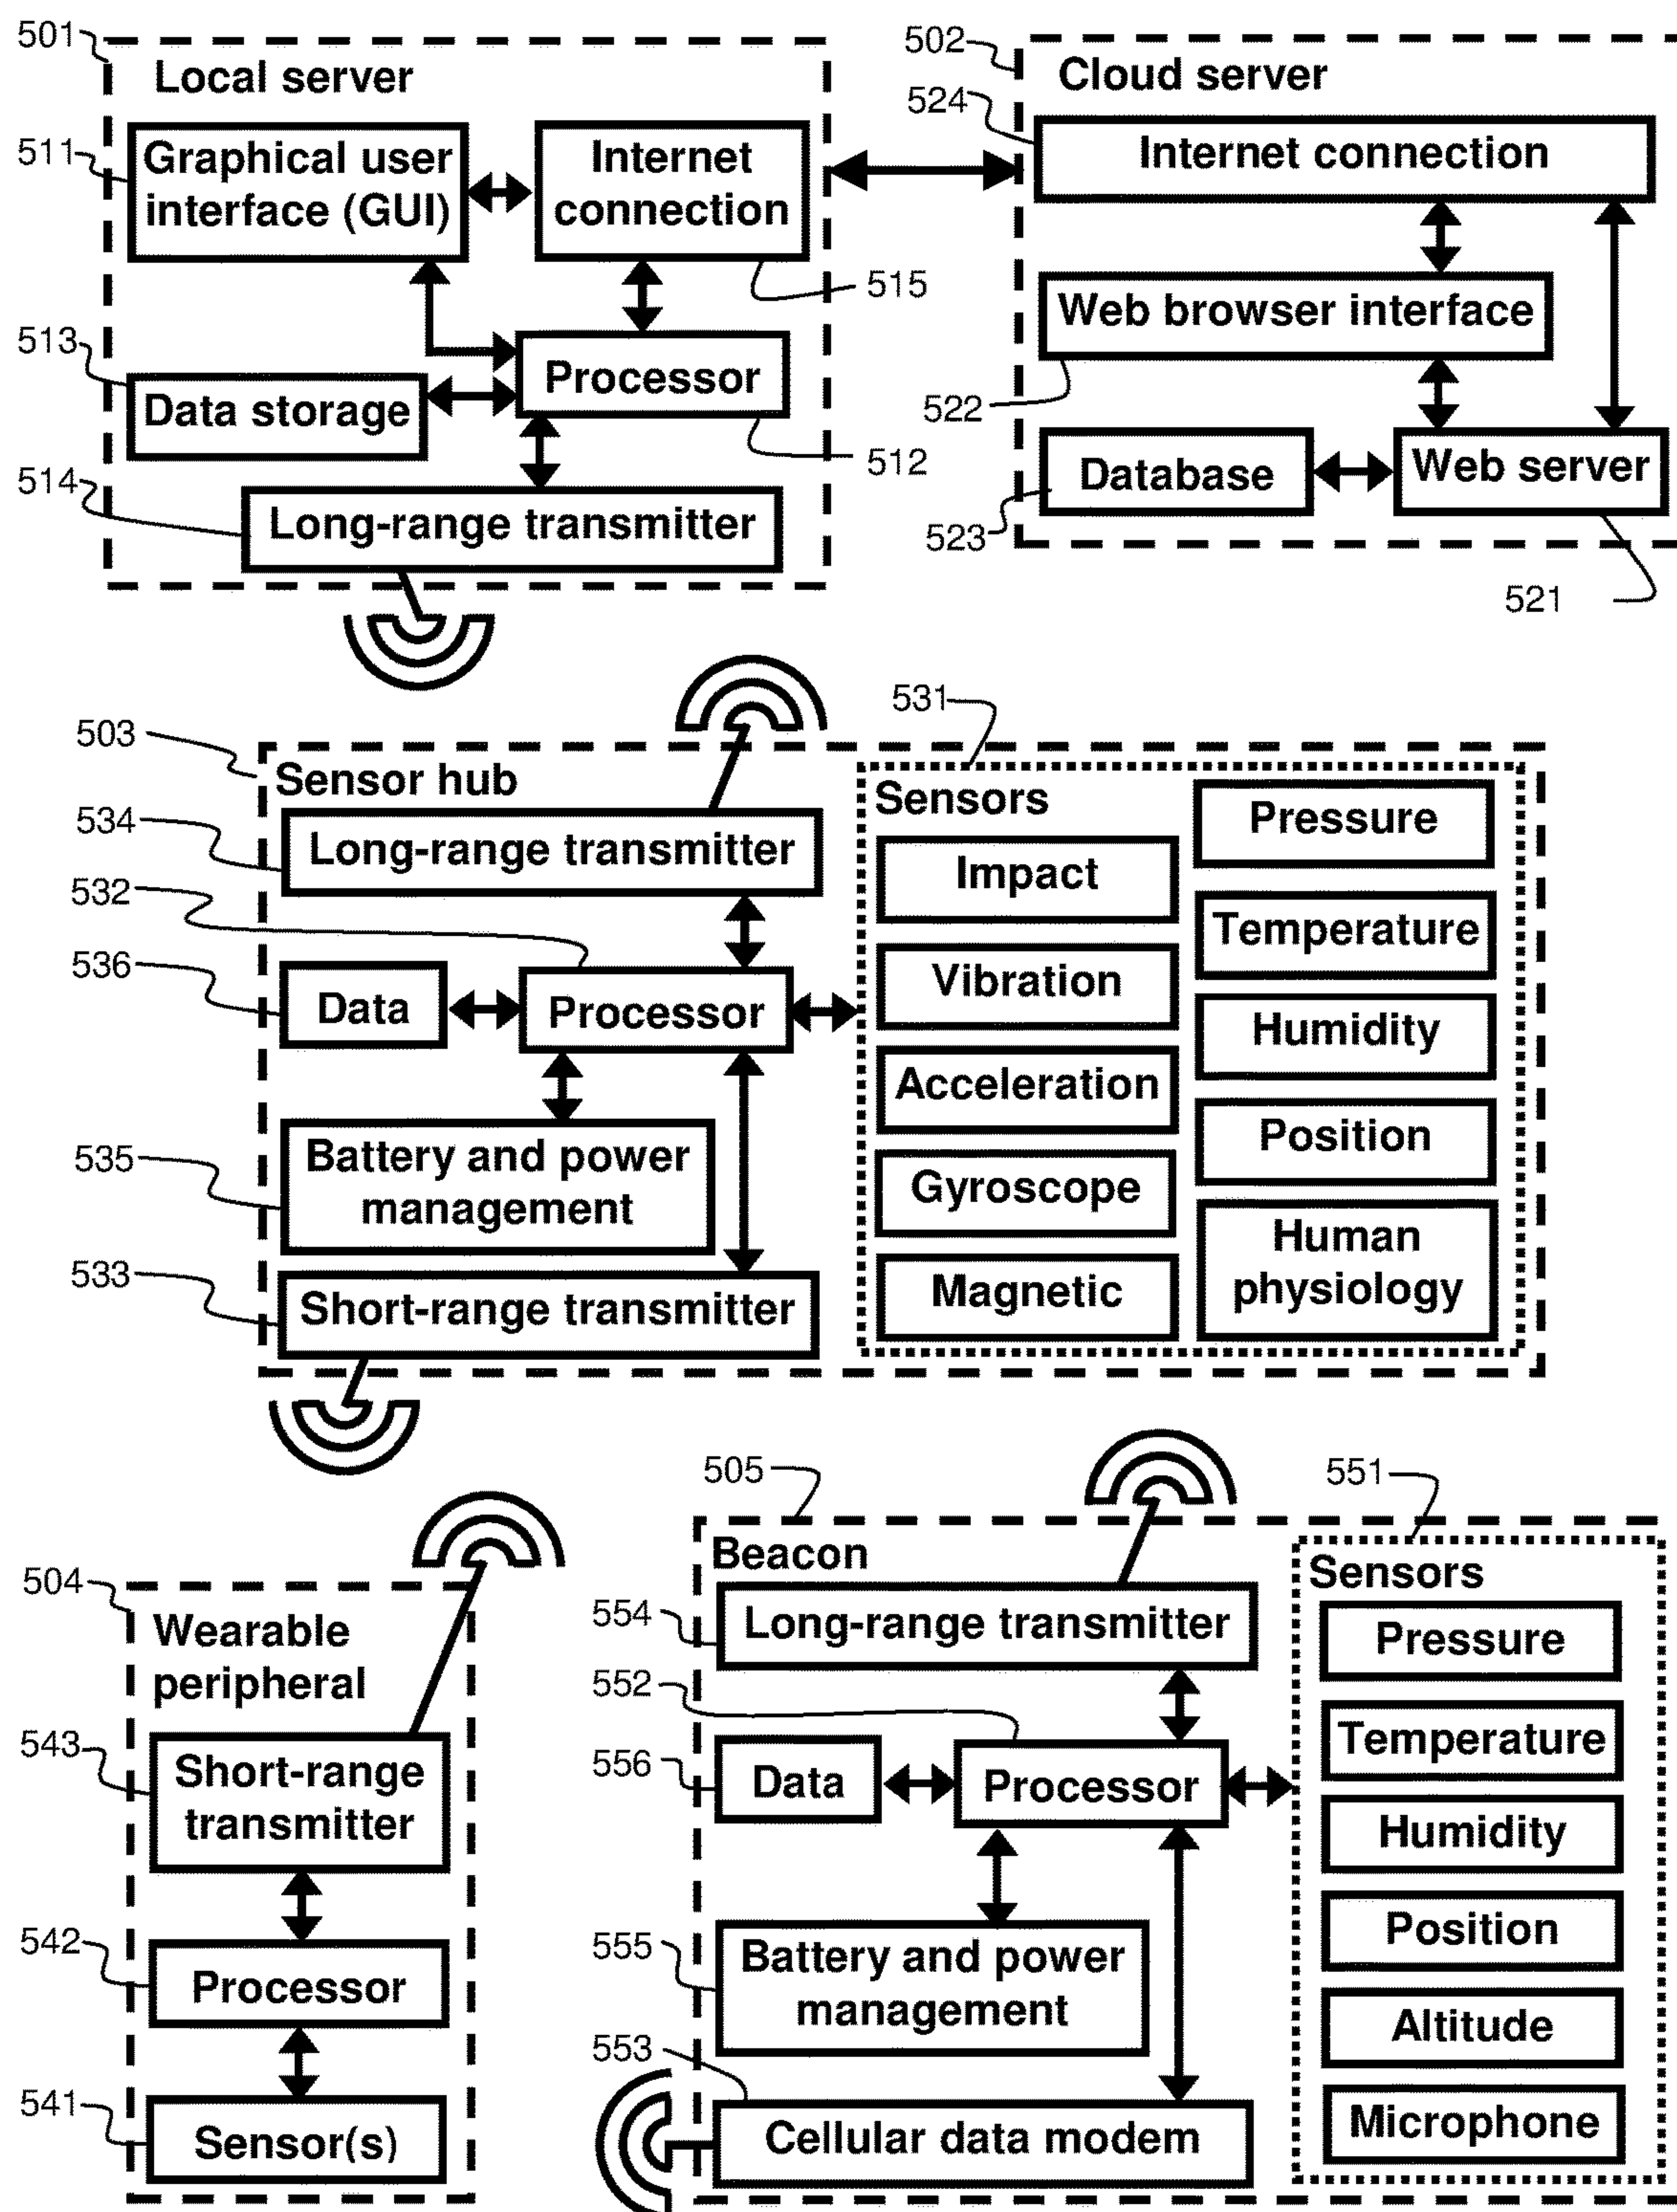 501
Local server
511
Graphical user
interface (GUI)
Internet
connection
515
513
Data storage
Processor
512
514
Long-range transmitter
502
Cloud server
524
Internet connection
Web browser interface
522
Database
Web server
523
521
503
Sensor hub
534
Long-range transmitter
532
536
Data
Processor
535
Battery and power
management
533
Short-range transmitter
531
Sensors
Impact
Vibration
Acceleration
Gyroscope
Magnetic
Pressure
Temperature
Humidity
Position
Human
physiology
504
Wearable
peripheral
543
Short-range
transmitter
542
Processor
541
Sensor(s)
505
Beacon
554
Long-range transmitter
552
556
Data
Processor
555
Battery and power
management
553
Cellular data modem
551
Sensors
Pressure
Temperature
Humidity
Position
Altitude
Microphone